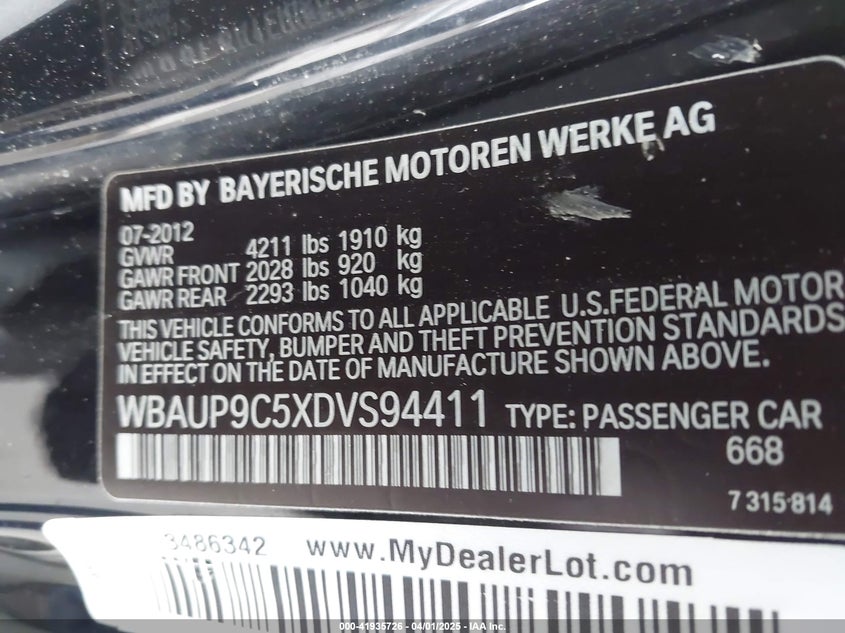 MFD BY BAYERISCHE MOTOREN WERKE AG
07-2012
GVWR 4211 lbs 1910 kg
GAWR FRONT 2028 lbs 920 kg
GAWR REAR 2293 lbs 1040 kg
THIS VEHICLE CONFORMS TO ALL APPLICABLE U.S.FEDERAL MOTOR
VEHICLE SAFETY, BUMPER AND THEFT PREVENTION STANDARDS
IN EFFECT ON THE DATE OF MANUFACTURE SHOWN ABOVE.
WBAUP9C5XDVS94411 TYPE: PASSENGER CAR
668
7 315 814
3486342 www.MyDealerLot.com
000-41935726 - 04/01/2025 - IAA Inc.